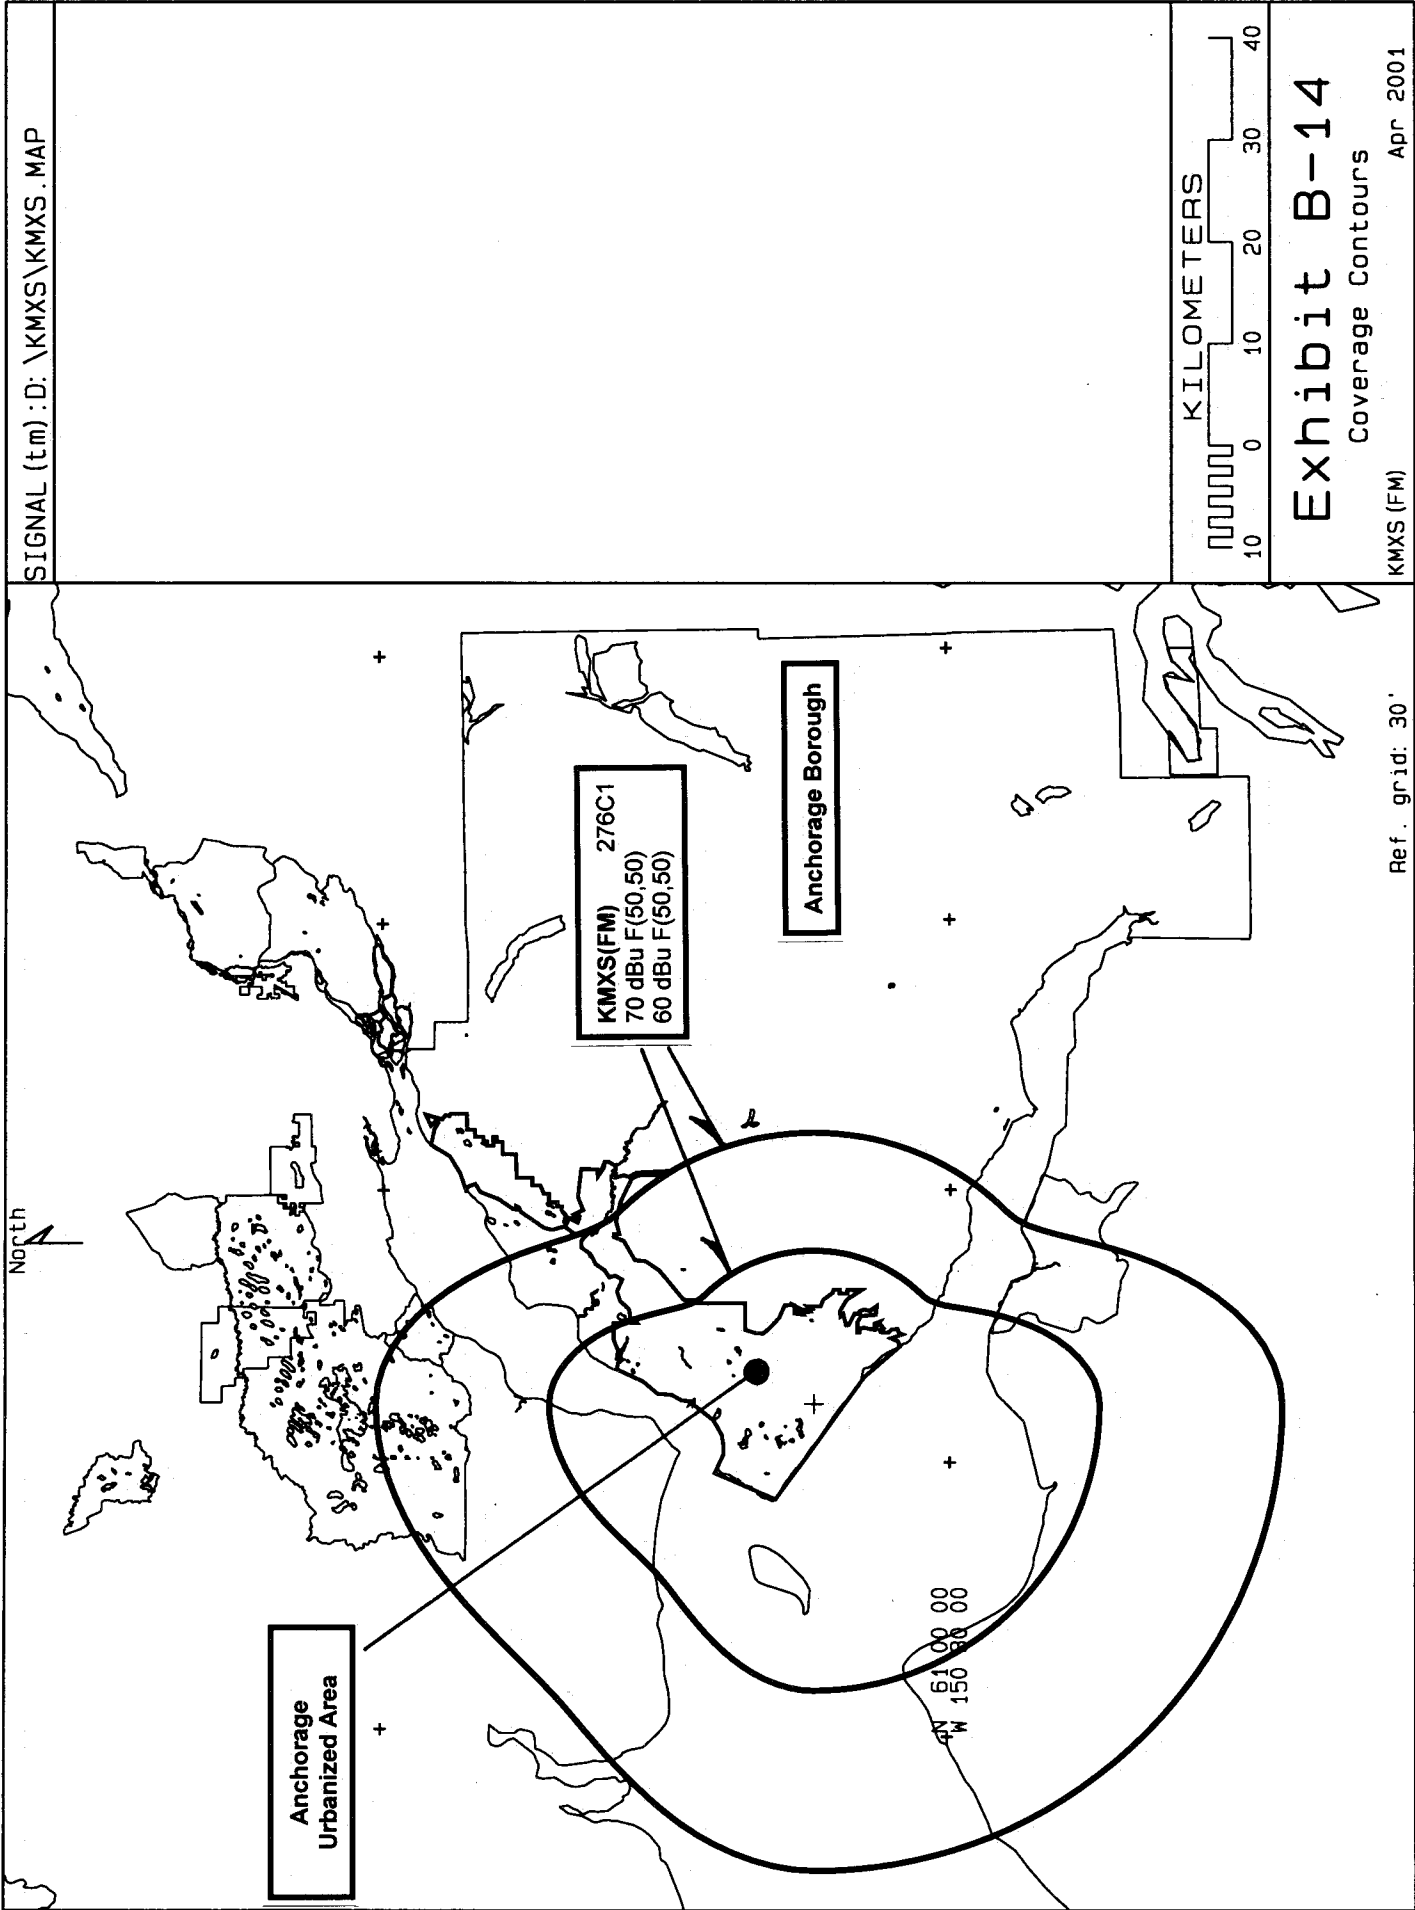 SIGNAL (tm) :D: \KMXS\KMXS.MAP
North
Anchorage
Urbanized Area
KMXS(FM) 276C1
70 dBu F(50,50)
60 dBu F(50,50)
Anchorage Borough
N 61 00 00
W 150 30 00
Ref. grid: 30'
KILOMETERS
10 0 10 20 30 40
Exhibit B-14
Coverage Contours
KMXS (FM) Apr 2001